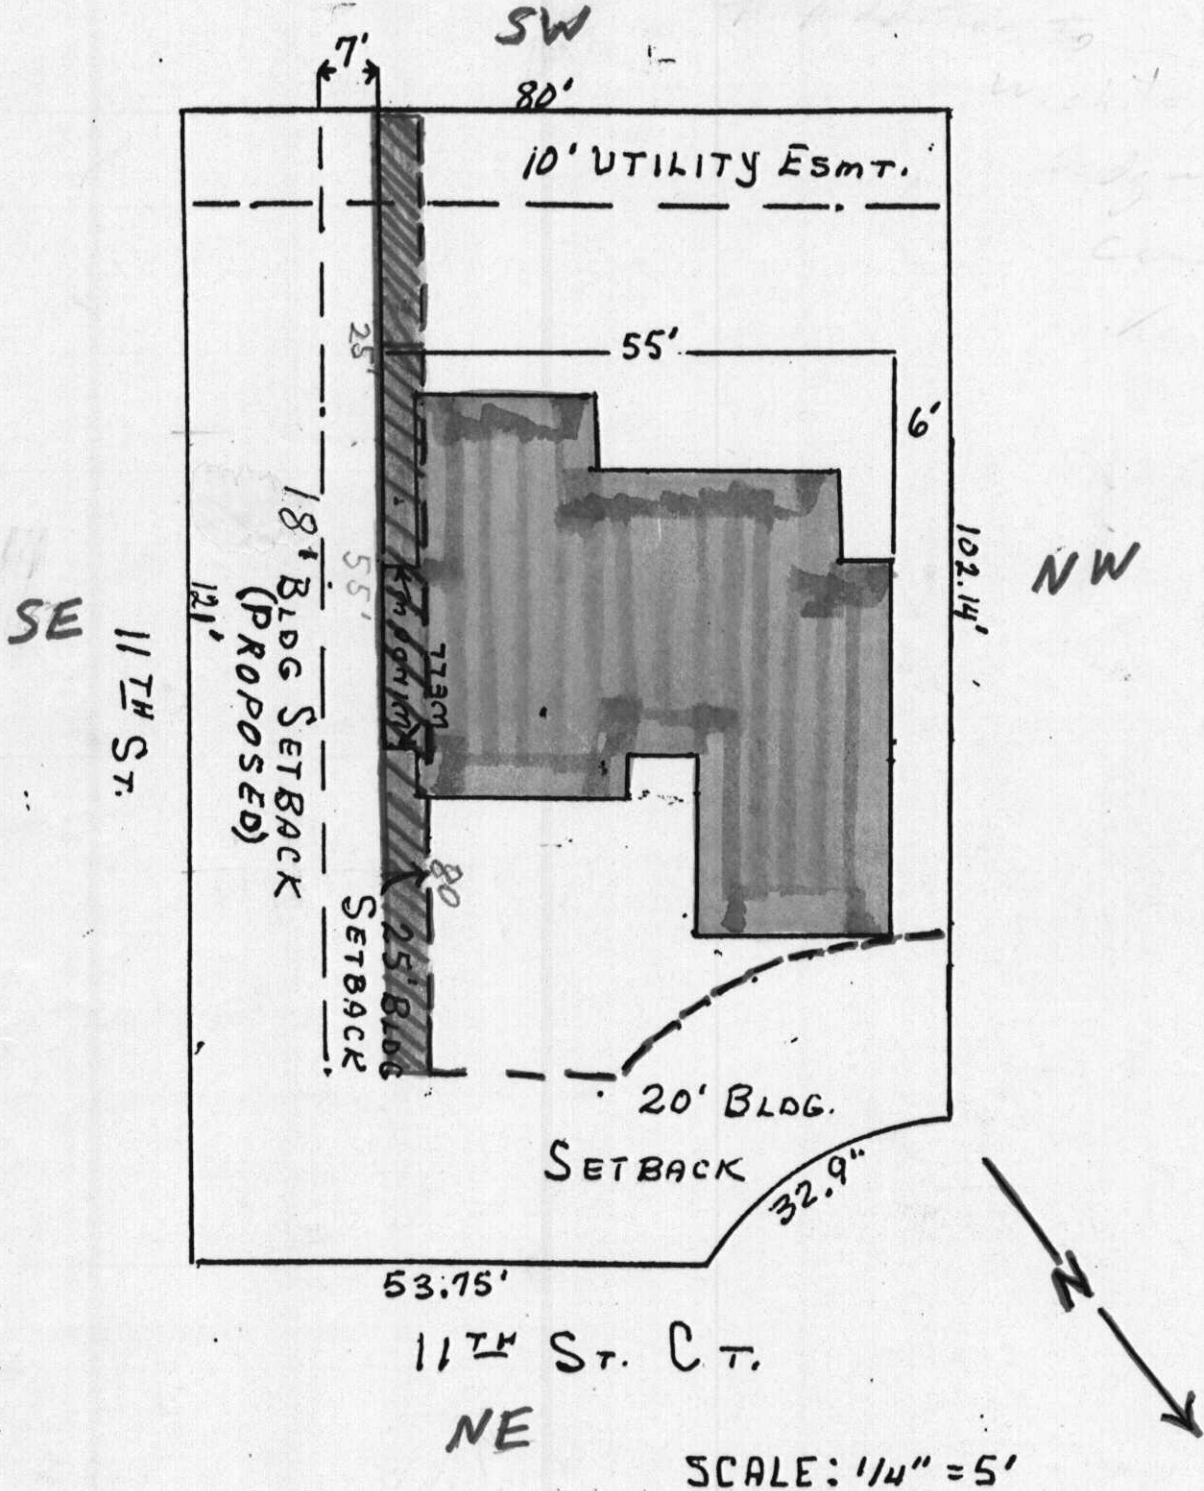 SW
7'
80'
10' UTILITY ESMT.
25'
55'
6'
55'
18' BLDG SETBACK
(PROPOSED)
121'
11TH ST.
SE
NW
102.14'
WINDOW
WELL
80
25' BLDG
SETBACK
20' BLDG.
SETBACK
32.9"
53.75'
11TH ST. CT.
NE
N
SCALE: 1/4" = 5'